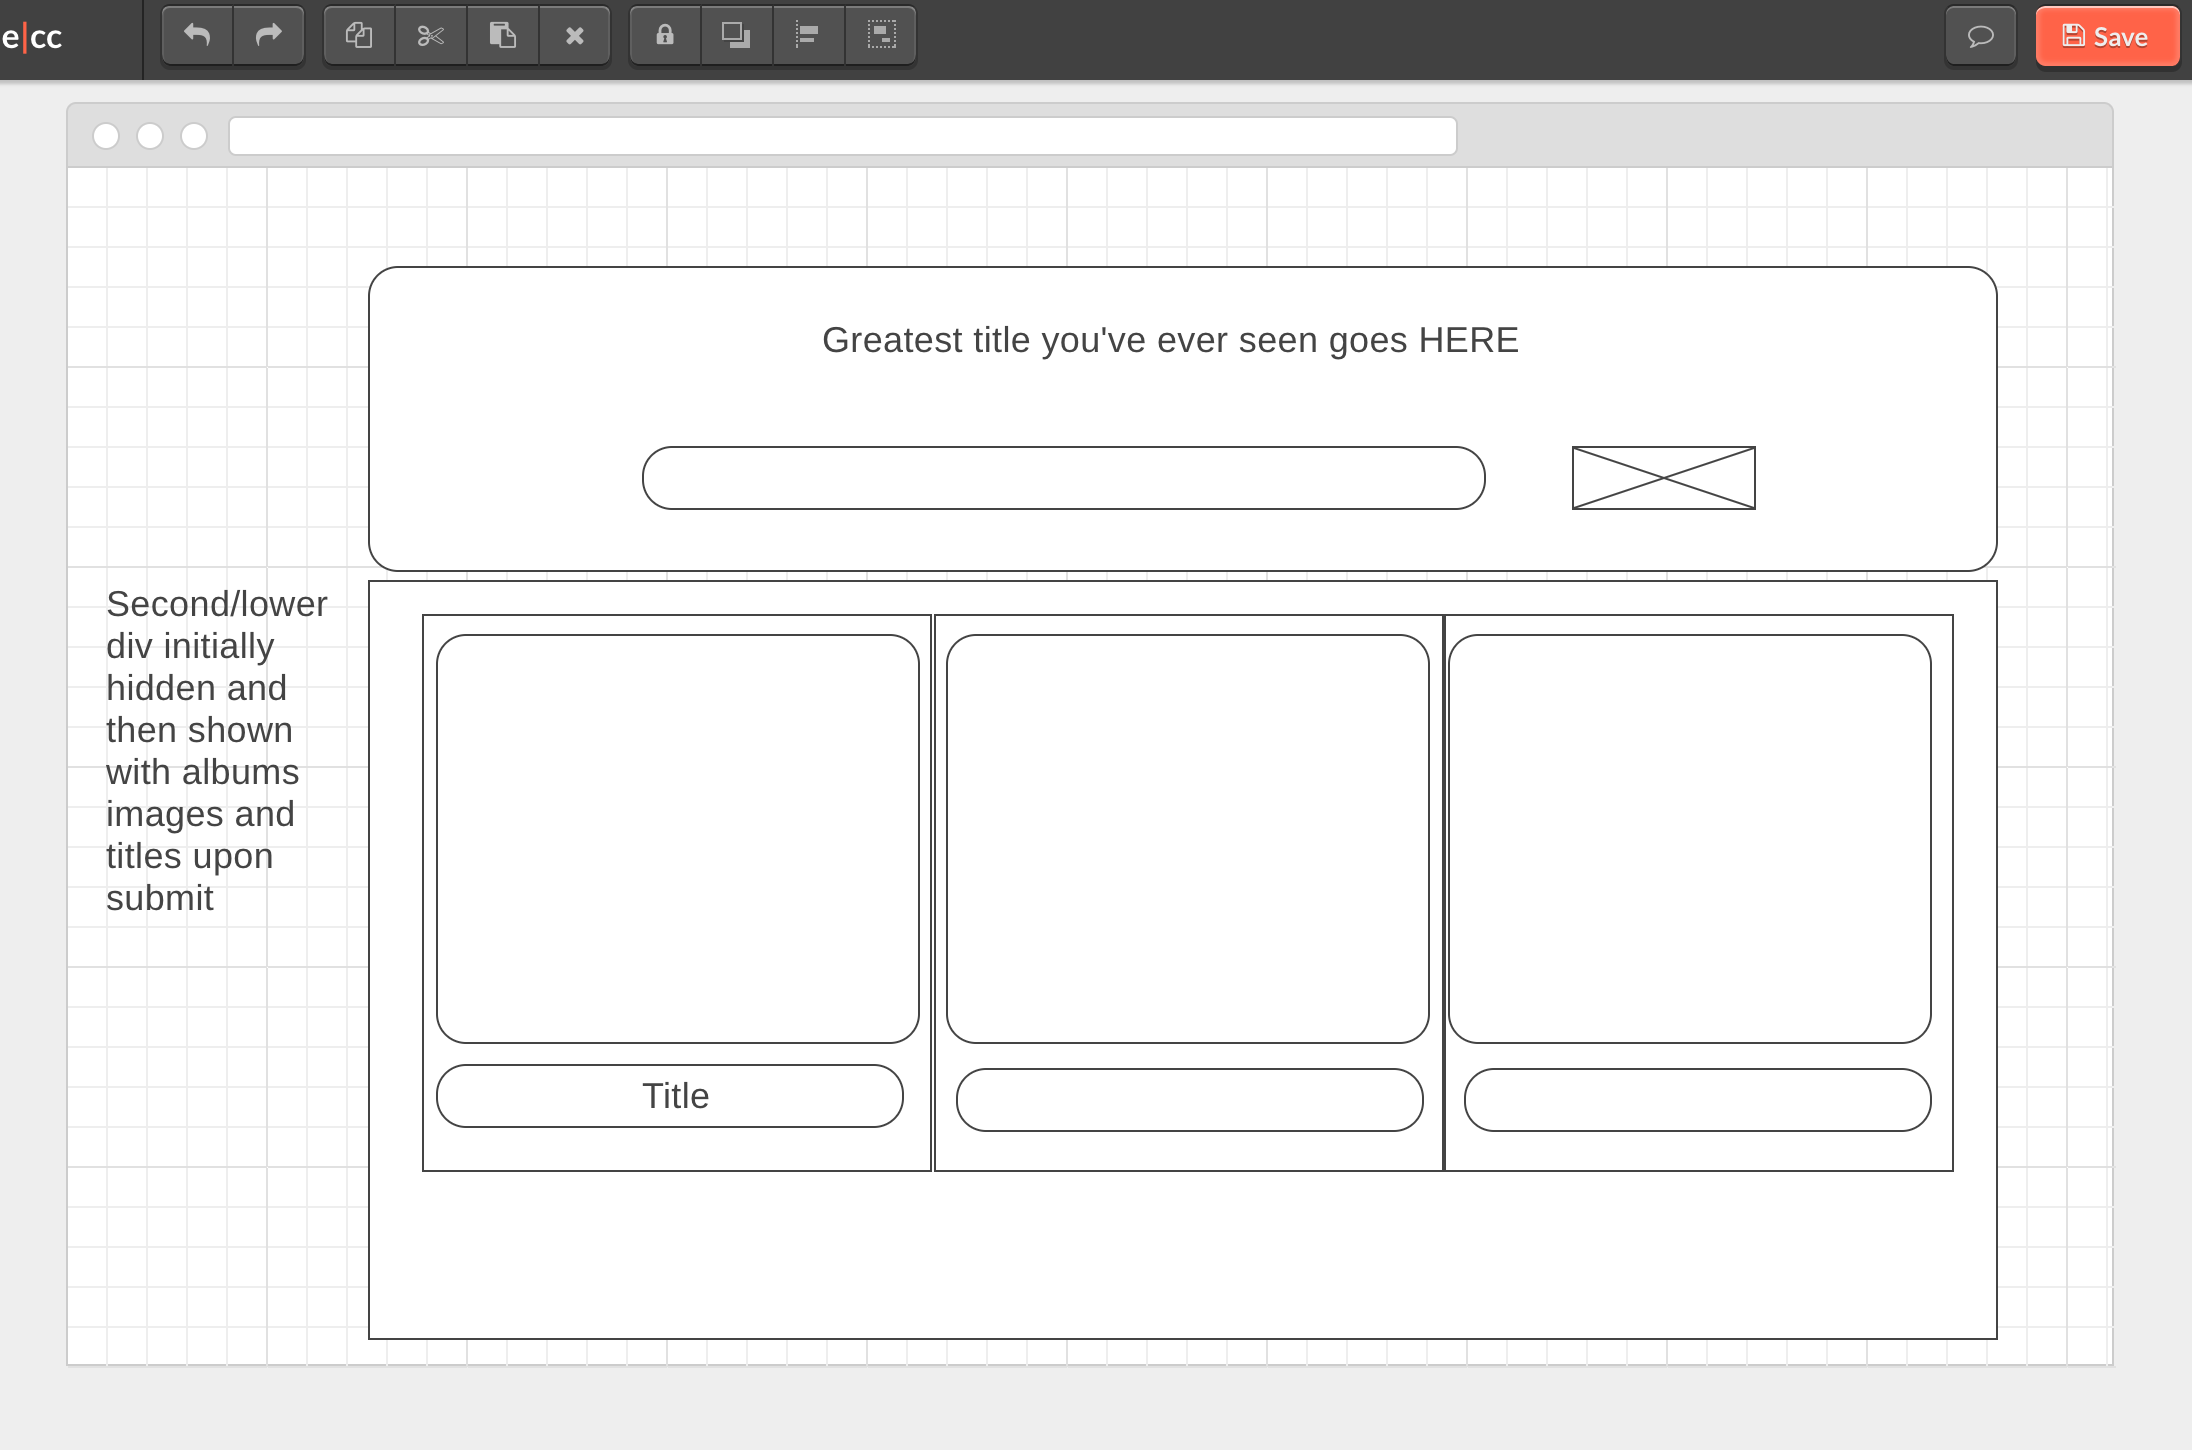 e|cc
Save
Greatest title you've ever seen goes HERE
Second/lower
div initially
hidden and
then shown
with albums
images and
titles upon
submit
Title